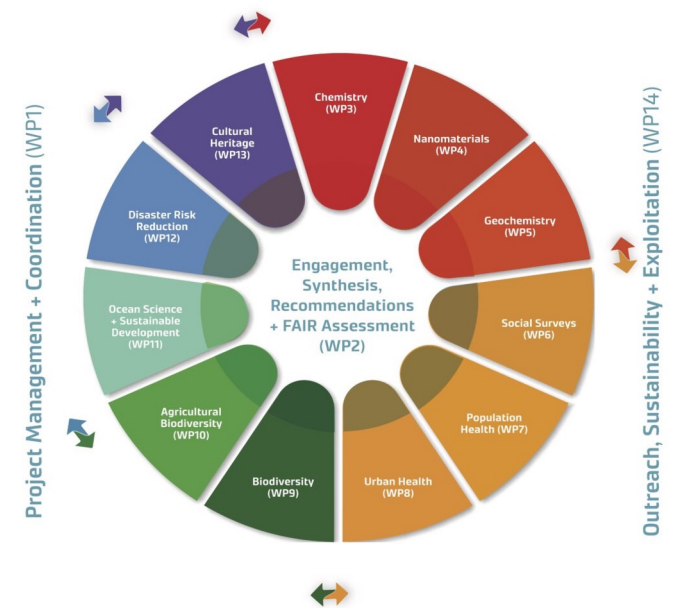 Chemistry
(WP3)
Nanomaterials
(WP4)
Geochemistry
(WP5)
Social Surveys
(WP6)
Population
Health (WP7)
Urban Health
(WP8)
Biodiversity
(WP9)
Agricultural
Biodiversity
(WP10)
Ocean Science
+ Sustainable
Development
(WP11)
Disaster Risk
Reduction
(WP12)
Cultural
Heritage
(WP13)
Engagement,
Synthesis,
Recommendations
+ FAIR Assessment
(WP2)
Project Management + Coordination (WP1)
Outreach, Sustainability + Exploitation (WP14)